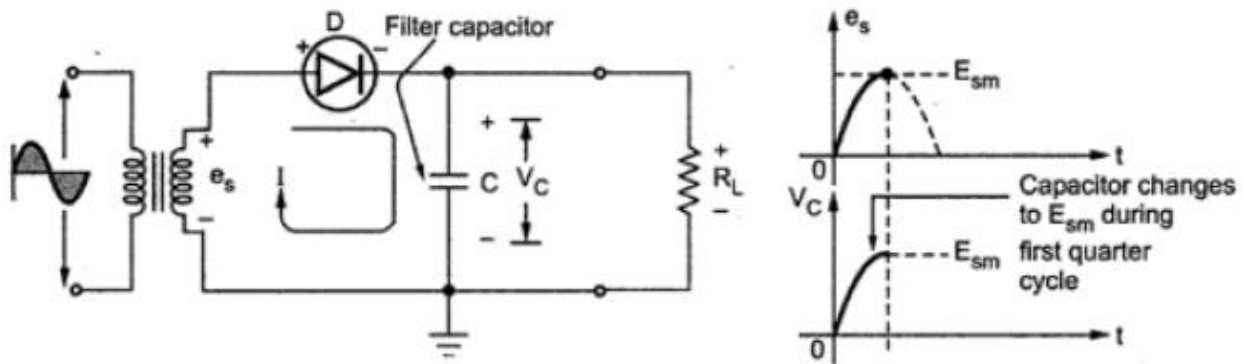 D
Filter capacitor
+ −
+
e_s
−
I
+
C
V_C
−
+
R_L
−
e_s
E_sm
0
t
V_C
Capacitor changes
to E_sm during
E_sm first quarter
cycle
0
t